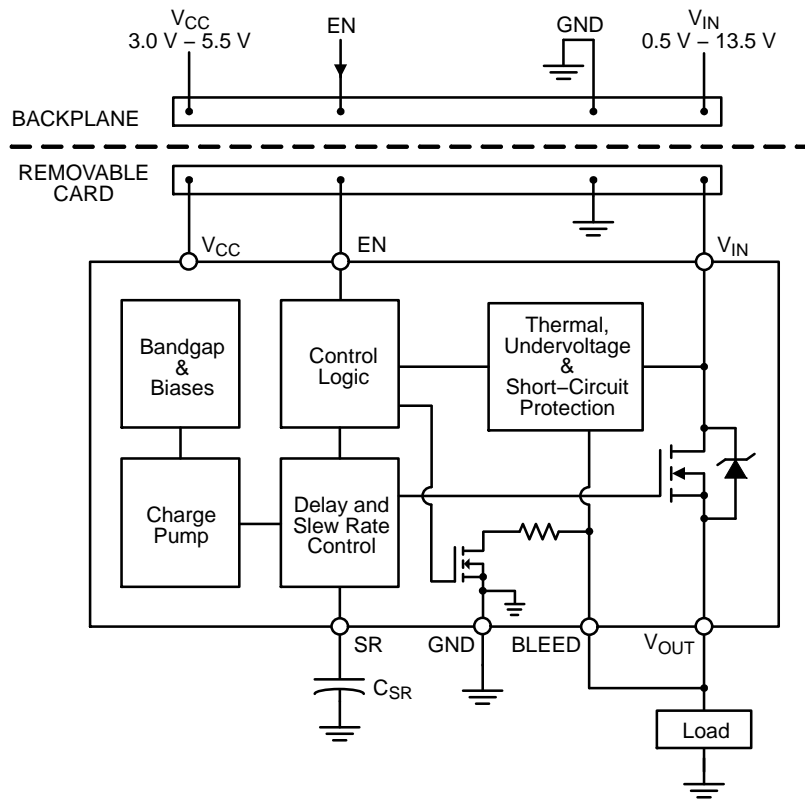 VCC
3.0 V − 5.5 V
EN
GND
VIN
0.5 V − 13.5 V
BACKPLANE
REMOVABLE
CARD
VCC
EN
VIN
Bandgap
&
Biases
Control
Logic
Thermal,
Undervoltage
&
Short−Circuit
Protection
Charge
Pump
Delay and
Slew Rate
Control
SR
GND
BLEED
VOUT
CSR
Load